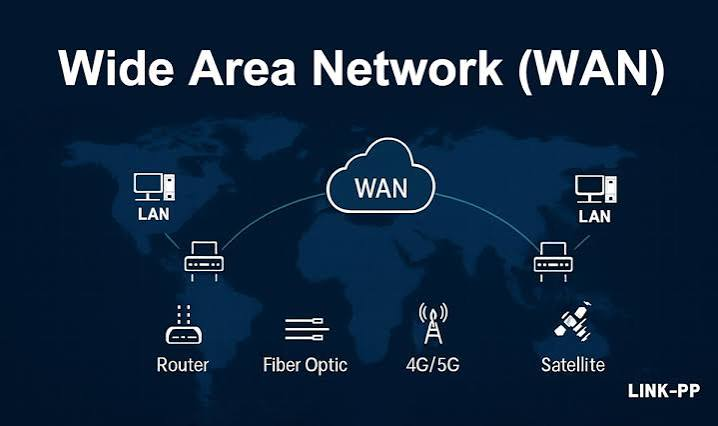 Wide Area Network (WAN)
WAN
LAN
LAN
Router
Fiber Optic
4G/5G
Satellite
LINK-PP